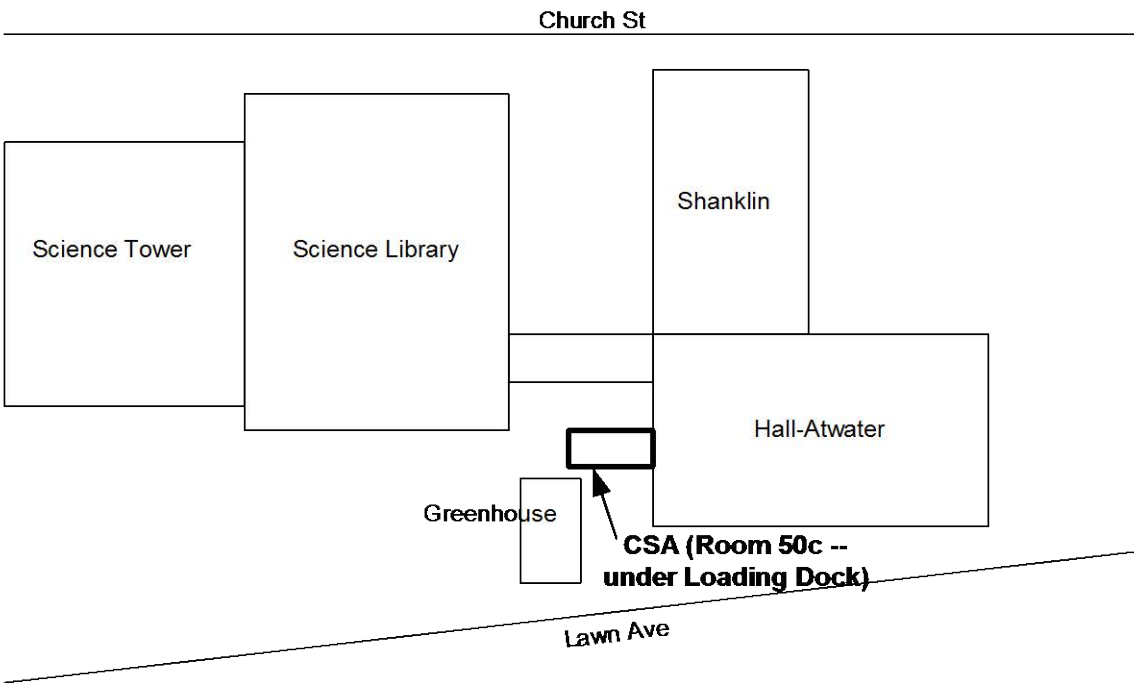 Church St
Shanklin
Science Tower
Science Library
Hall-Atwater
Greenhouse
CSA (Room 50c --
under Loading Dock)
Lawn Ave